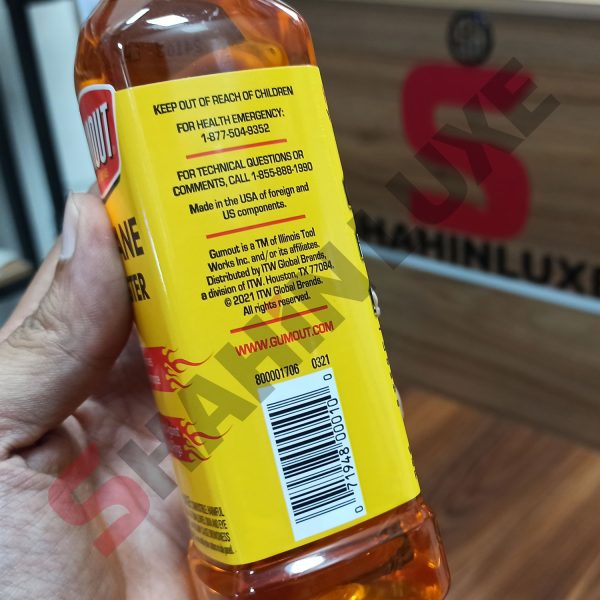 KEEP OUT OF REACH OF CHILDREN
FOR HEALTH EMERGENCY:
1-877-504-9352
FOR TECHNICAL QUESTIONS OR
COMMENTS, CALL 1-855-888-1990
Made in the USA of foreign and
US components.
Gumout is a TM of Illinois Tool
Works Inc. and/or its affiliates.
Distributed by ITW Global Brands,
a division of ITW. Houston, TX 77084.
© 2021 ITW Global Brands.
All rights reserved.
WWW.GUMOUT.COM
800001706 0321
0 71948 00010 0
OUT
ANE
TER
S
HAHINLUXE
SHAHINLUXE